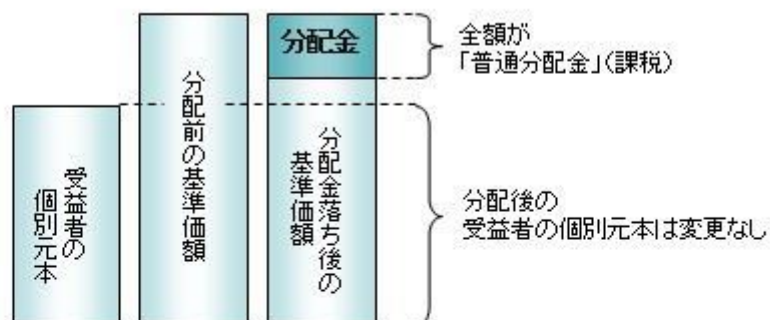 受益者の
個別元本
分配前の基準価額
分配金
分配金落ち後の
基準価額
全額が
「普通分配金」(課税)
分配後の
受益者の個別元本は変更なし